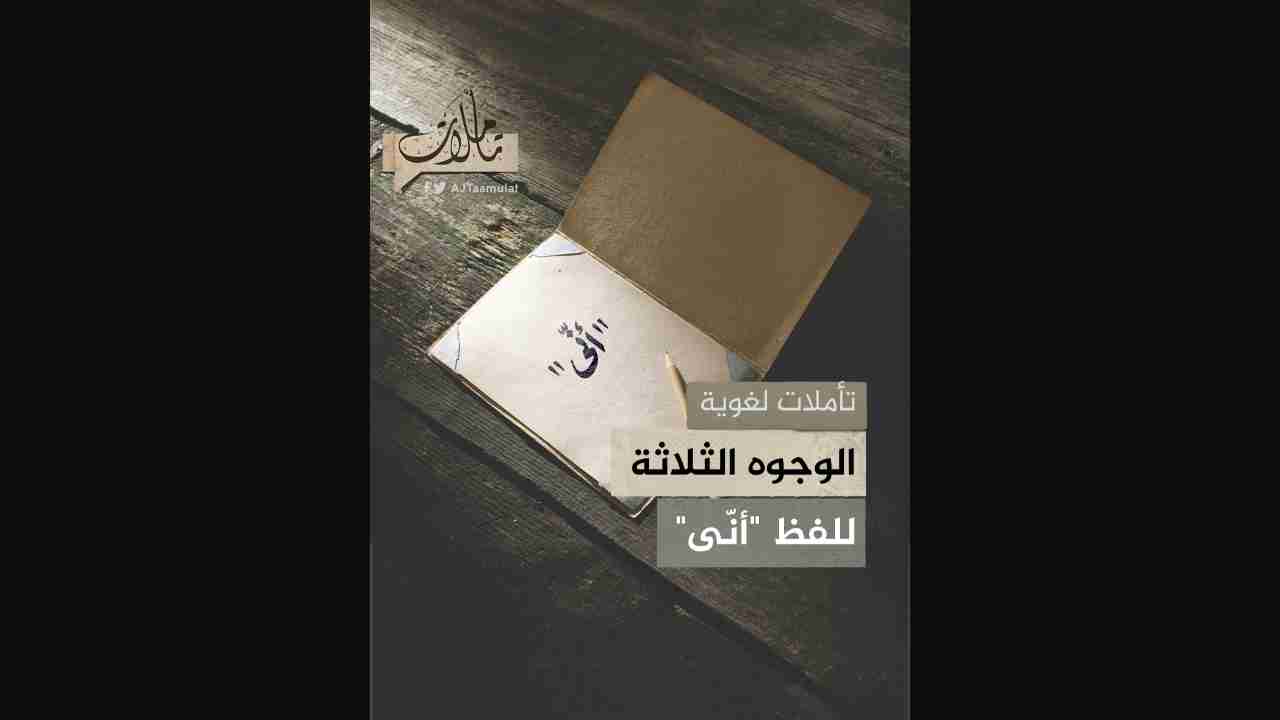 تأملات
AJTaamulat
"أنّى"
تأملات لغوية
الوجوه الثلاثة
للفظ "أنّى"